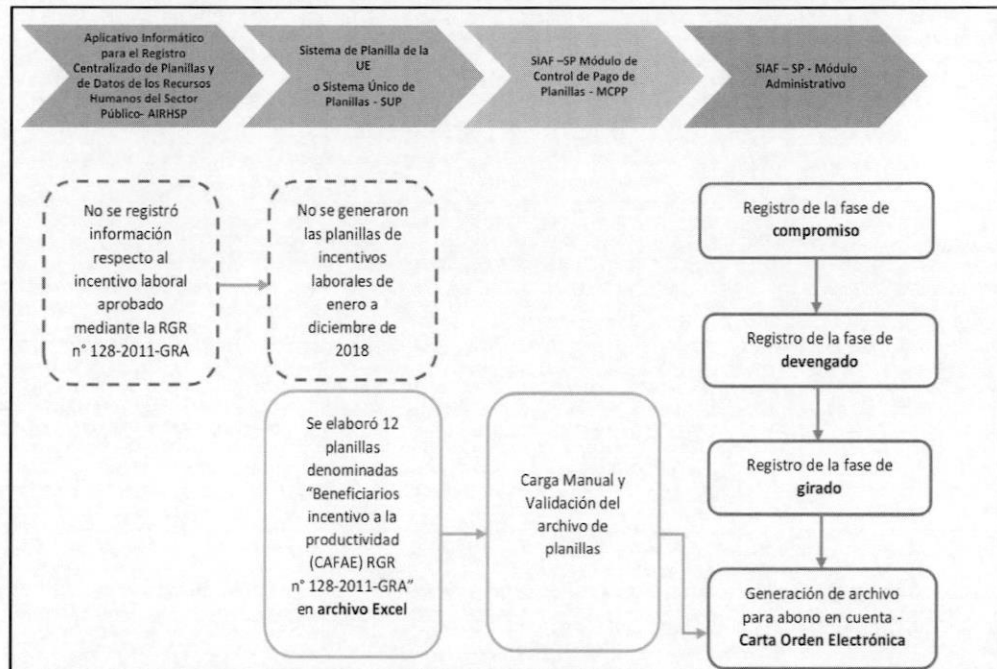 Aplicativo Informático
para el Registro
Centralizado de Planillas y
de Datos de los Recursos
Humanos del Sector
Público- AIRHSP
Sistema de Planilla de la
UE
o Sistema Único de
Planillas - SUP
SIAF –SP Módulo de
Control de Pago de
Planillas - MCPP
SIAF – SP - Módulo
Administrativo
No se registró
información
respecto al
incentivo laboral
aprobado
mediante la RGR
n° 128-2011-GRA
No se generaron
las planillas de
incentivos
laborales de
enero a
diciembre de
2018
Se elaboró 12
planillas
denominadas
“Beneficiarios
incentivo a la
productividad
(CAFAE) RGR
n° 128-2011-GRA”
en archivo Excel
Carga Manual y
Validación del
archivo de
planillas
Registro de la fase de
compromiso
Registro de la fase de
devengado
Registro de la fase de
girado
Generación de archivo
para abono en cuenta -
Carta Orden Electrónica